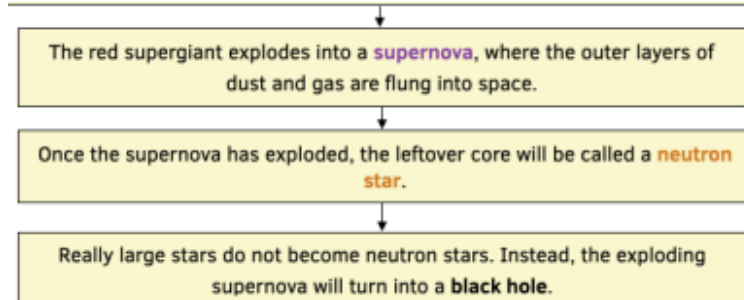 The red supergiant explodes into a supernova, where the outer layers of
dust and gas are flung into space.
Once the supernova has exploded, the leftover core will be called a neutron
star.
Really large stars do not become neutron stars. Instead, the exploding
supernova will turn into a black hole.